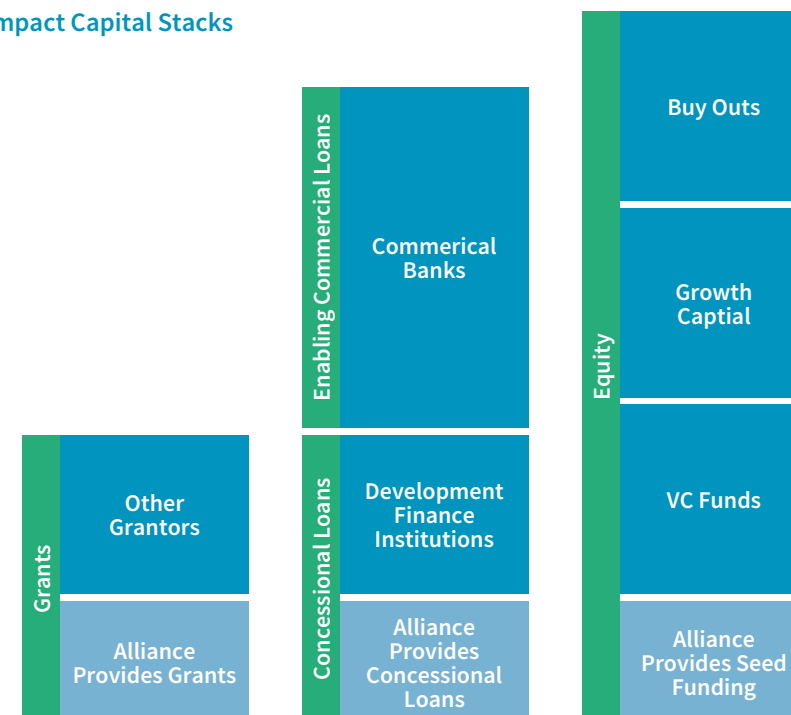 mpact Capital Stacks
Grants
Other
Grantors
Alliance
Provides Grants
Enabling Commercial Loans
Commerical
Banks
Concessional Loans
Development
Finance
Institutions
Alliance
Provides
Concessional
Loans
Equity
Buy Outs
Growth
Captial
VC Funds
Alliance
Provides Seed
Funding